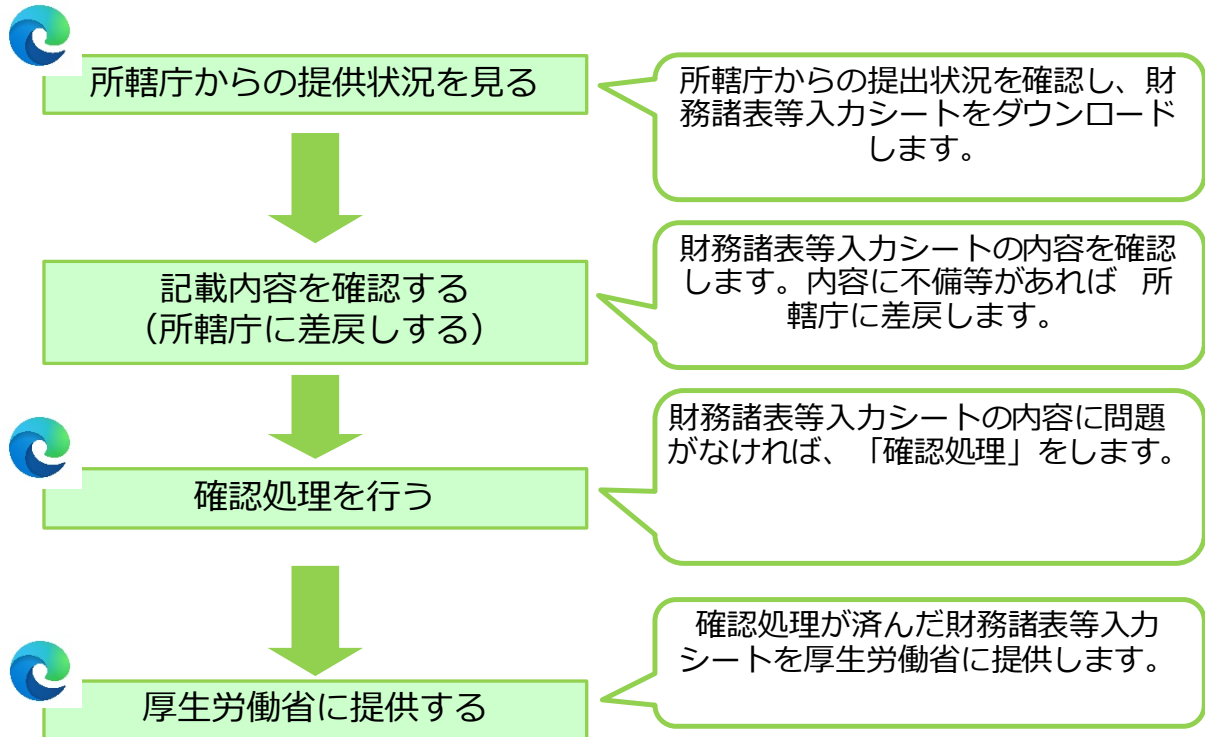 所轄庁からの提供状況を見る
所轄庁からの提出状況を確認し、財
務諸表等入力シートをダウンロード
します。
記載内容を確認する
（所轄庁に差戻しする）
財務諸表等入力シートの内容を確認
します。内容に不備等があれば　所
轄庁に差戻します。
確認処理を行う
財務諸表等入力シートの内容に問題
がなければ、「確認処理」をします。
厚生労働省に提供する
確認処理が済んだ財務諸表等入力
シートを厚生労働省に提供します。